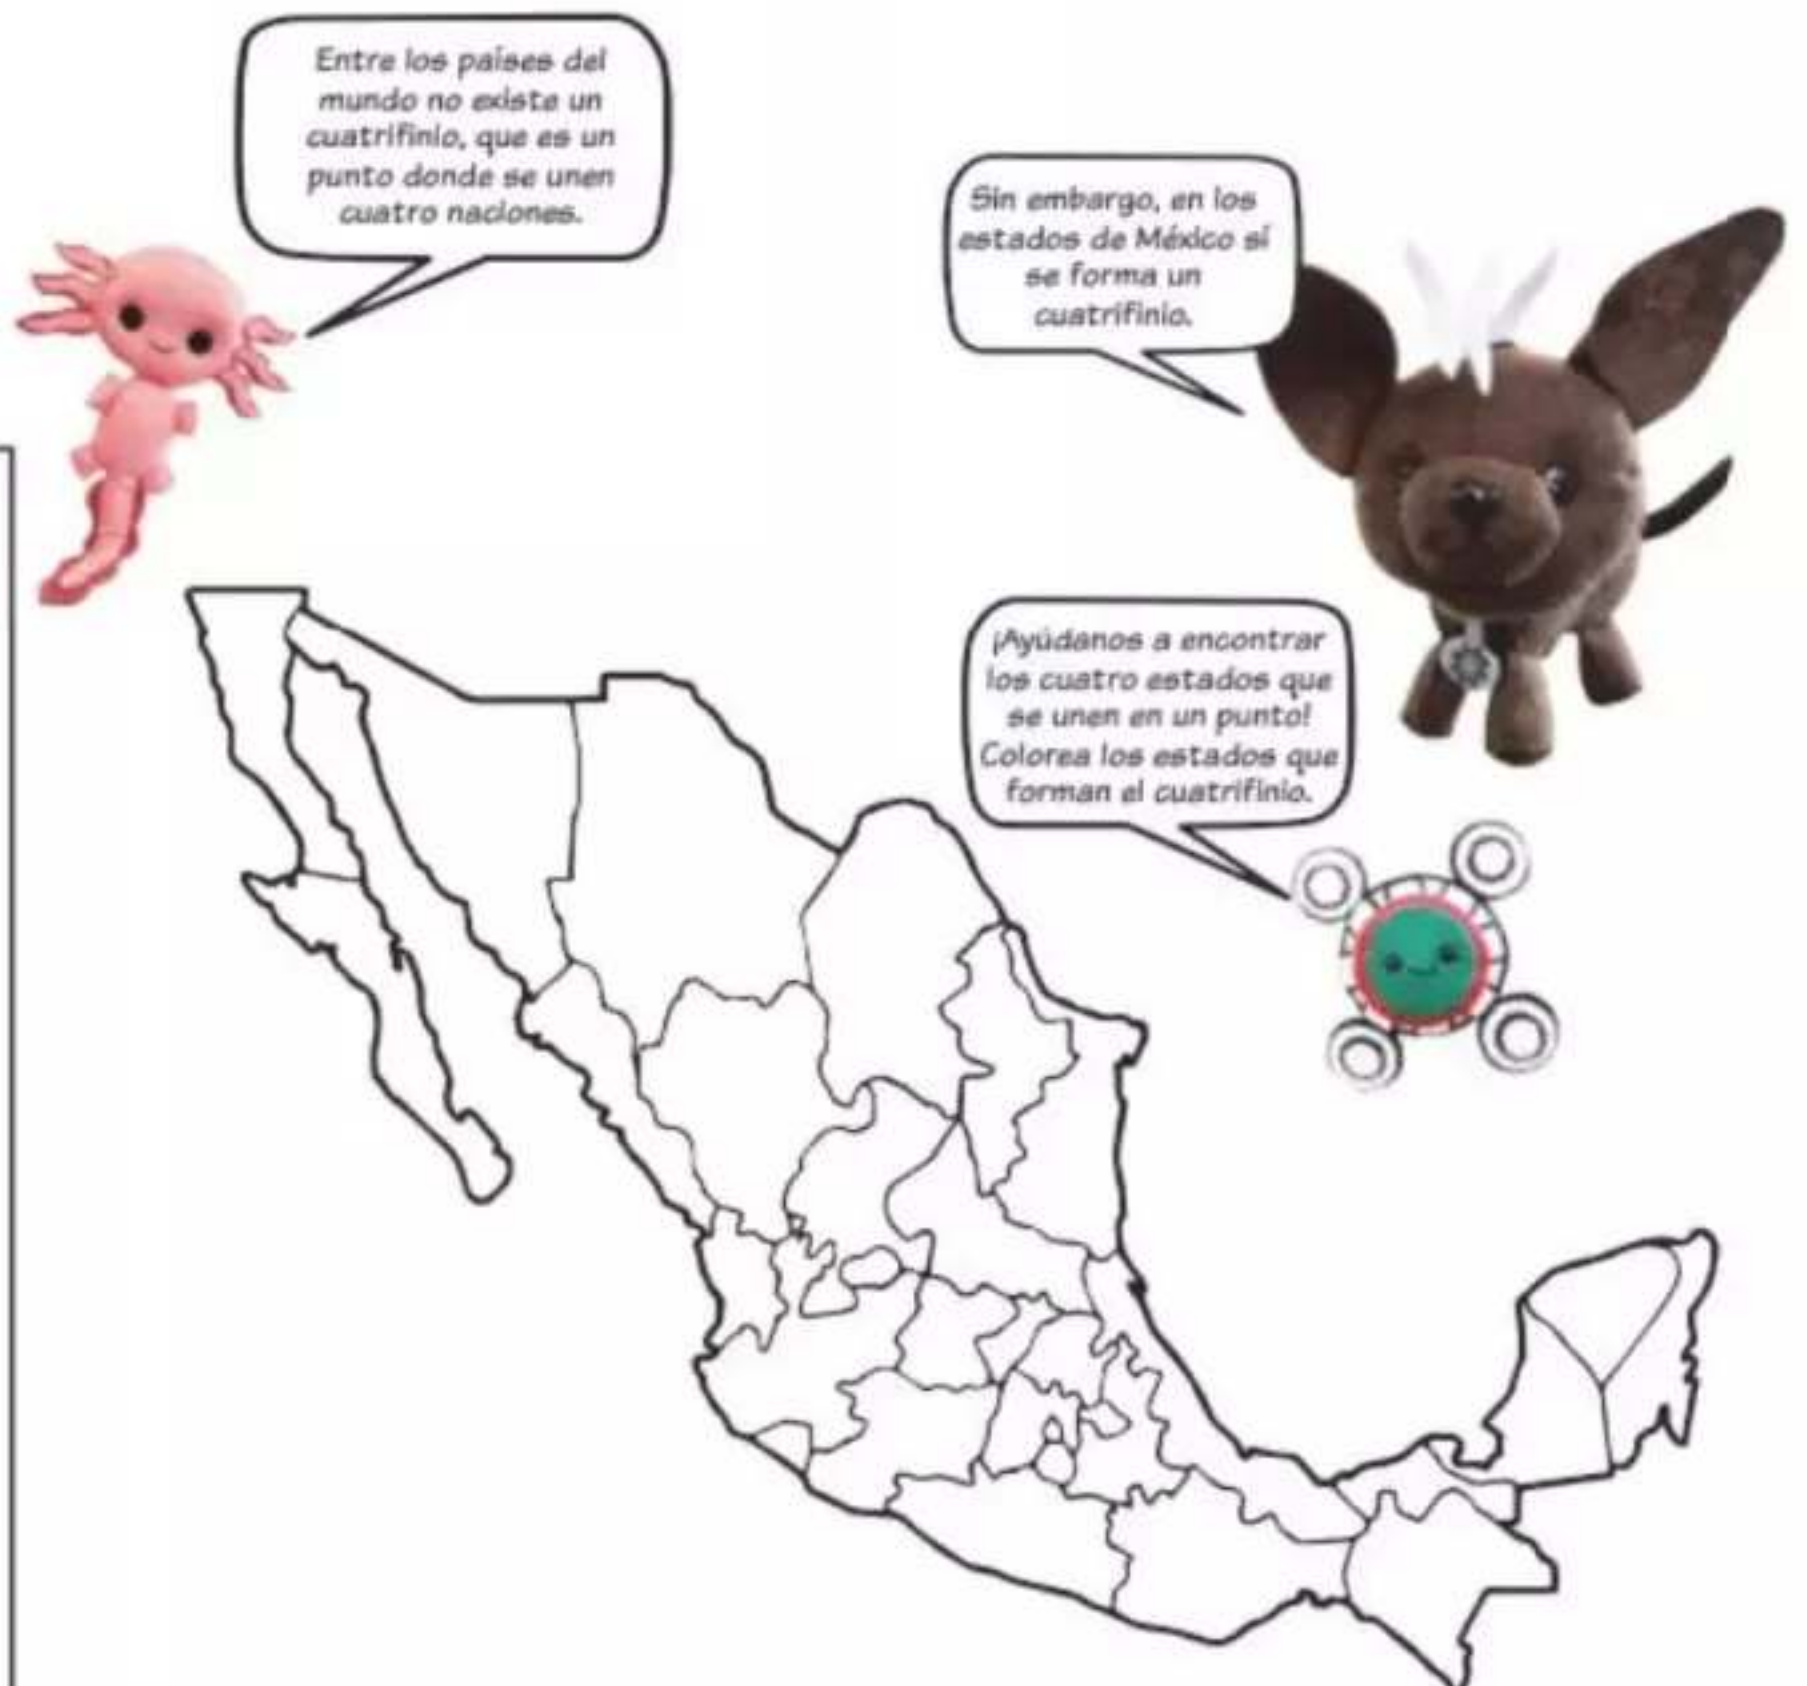 Entre los países del
mundo no existe un
cuatrifinio, que es un
punto donde se unen
cuatro naciones.
Sin embargo, en los
estados de México sí
se forma un
cuatrifinio.
¡Ayúdanos a encontrar
los cuatro estados que
se unen en un punto!
Colorea los estados que
forman el cuatrifinio.